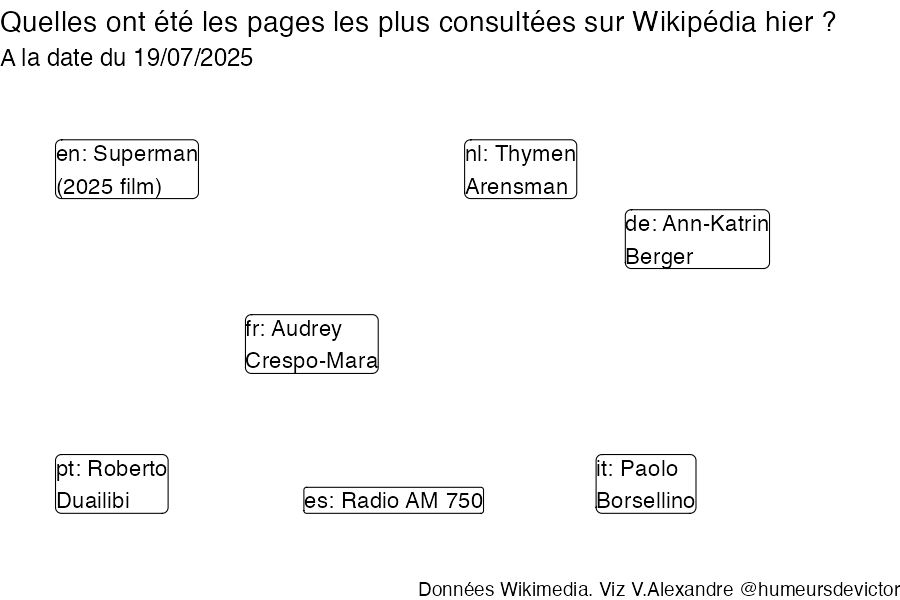 Quelles ont été les pages les plus consultées sur Wikipédia hier ?
A la date du 19/07/2025
en: Superman
(2025 film)
nl: Thymen
Arensman
de: Ann-Katrin
Berger
fr: Audrey
Crespo-Mara
pt: Roberto
Duailibi
es: Radio AM 750
it: Paolo
Borsellino
Données Wikimedia. Viz V.Alexandre @humeursdevictor